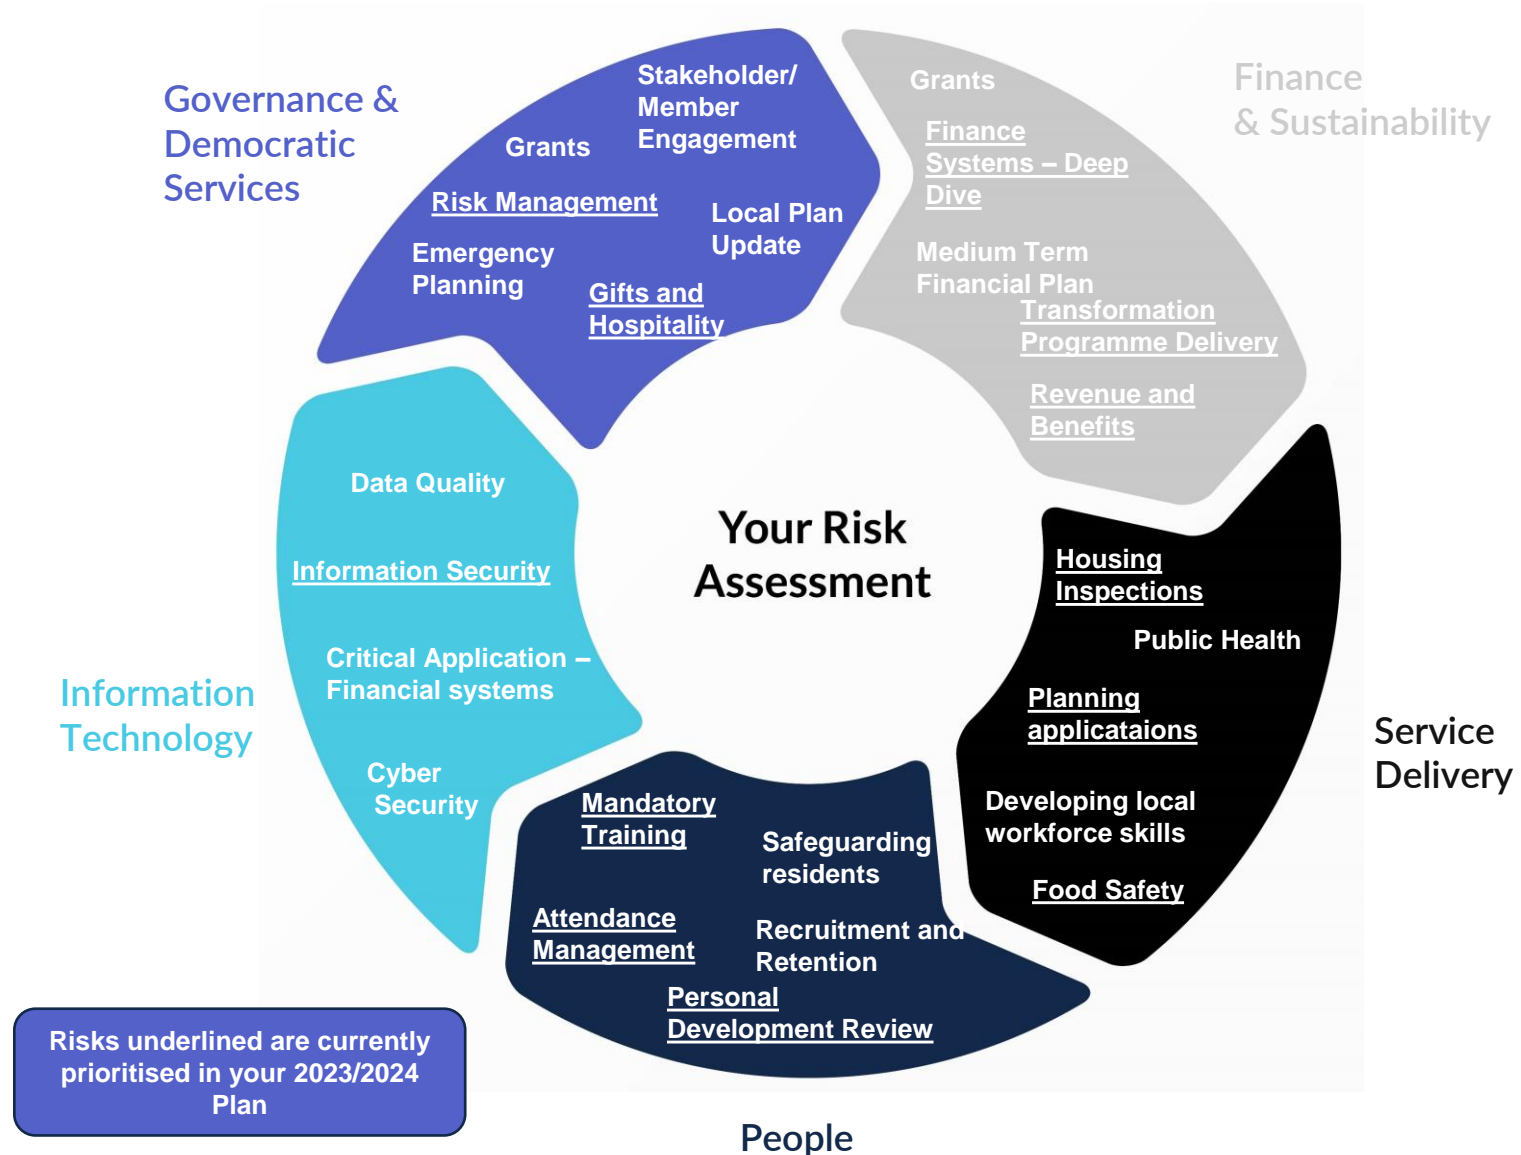 Governance &
Democratic
Services
Stakeholder/
Member
Engagement
Grants
Risk Management
Local Plan
Update
Emergency
Planning
Gifts and
Hospitality
Finance
& Sustainability
Grants
Finance
Systems – Deep
Dive
Medium Term
Financial Plan
Transformation
Programme Delivery
Revenue and
Benefits
Your Risk
Assessment
Information
Technology
Data Quality
Information Security
Critical Application –
Financial systems
Cyber
Security
Service
Delivery
Housing
Inspections
Public Health
Planning
applicataions
Developing local
workforce skills
Food Safety
Mandatory
Training
Safeguarding
residents
Attendance
Management
Recruitment and
Retention
Personal
Development Review
People
Risks underlined are currently
prioritised in your 2023/2024
Plan